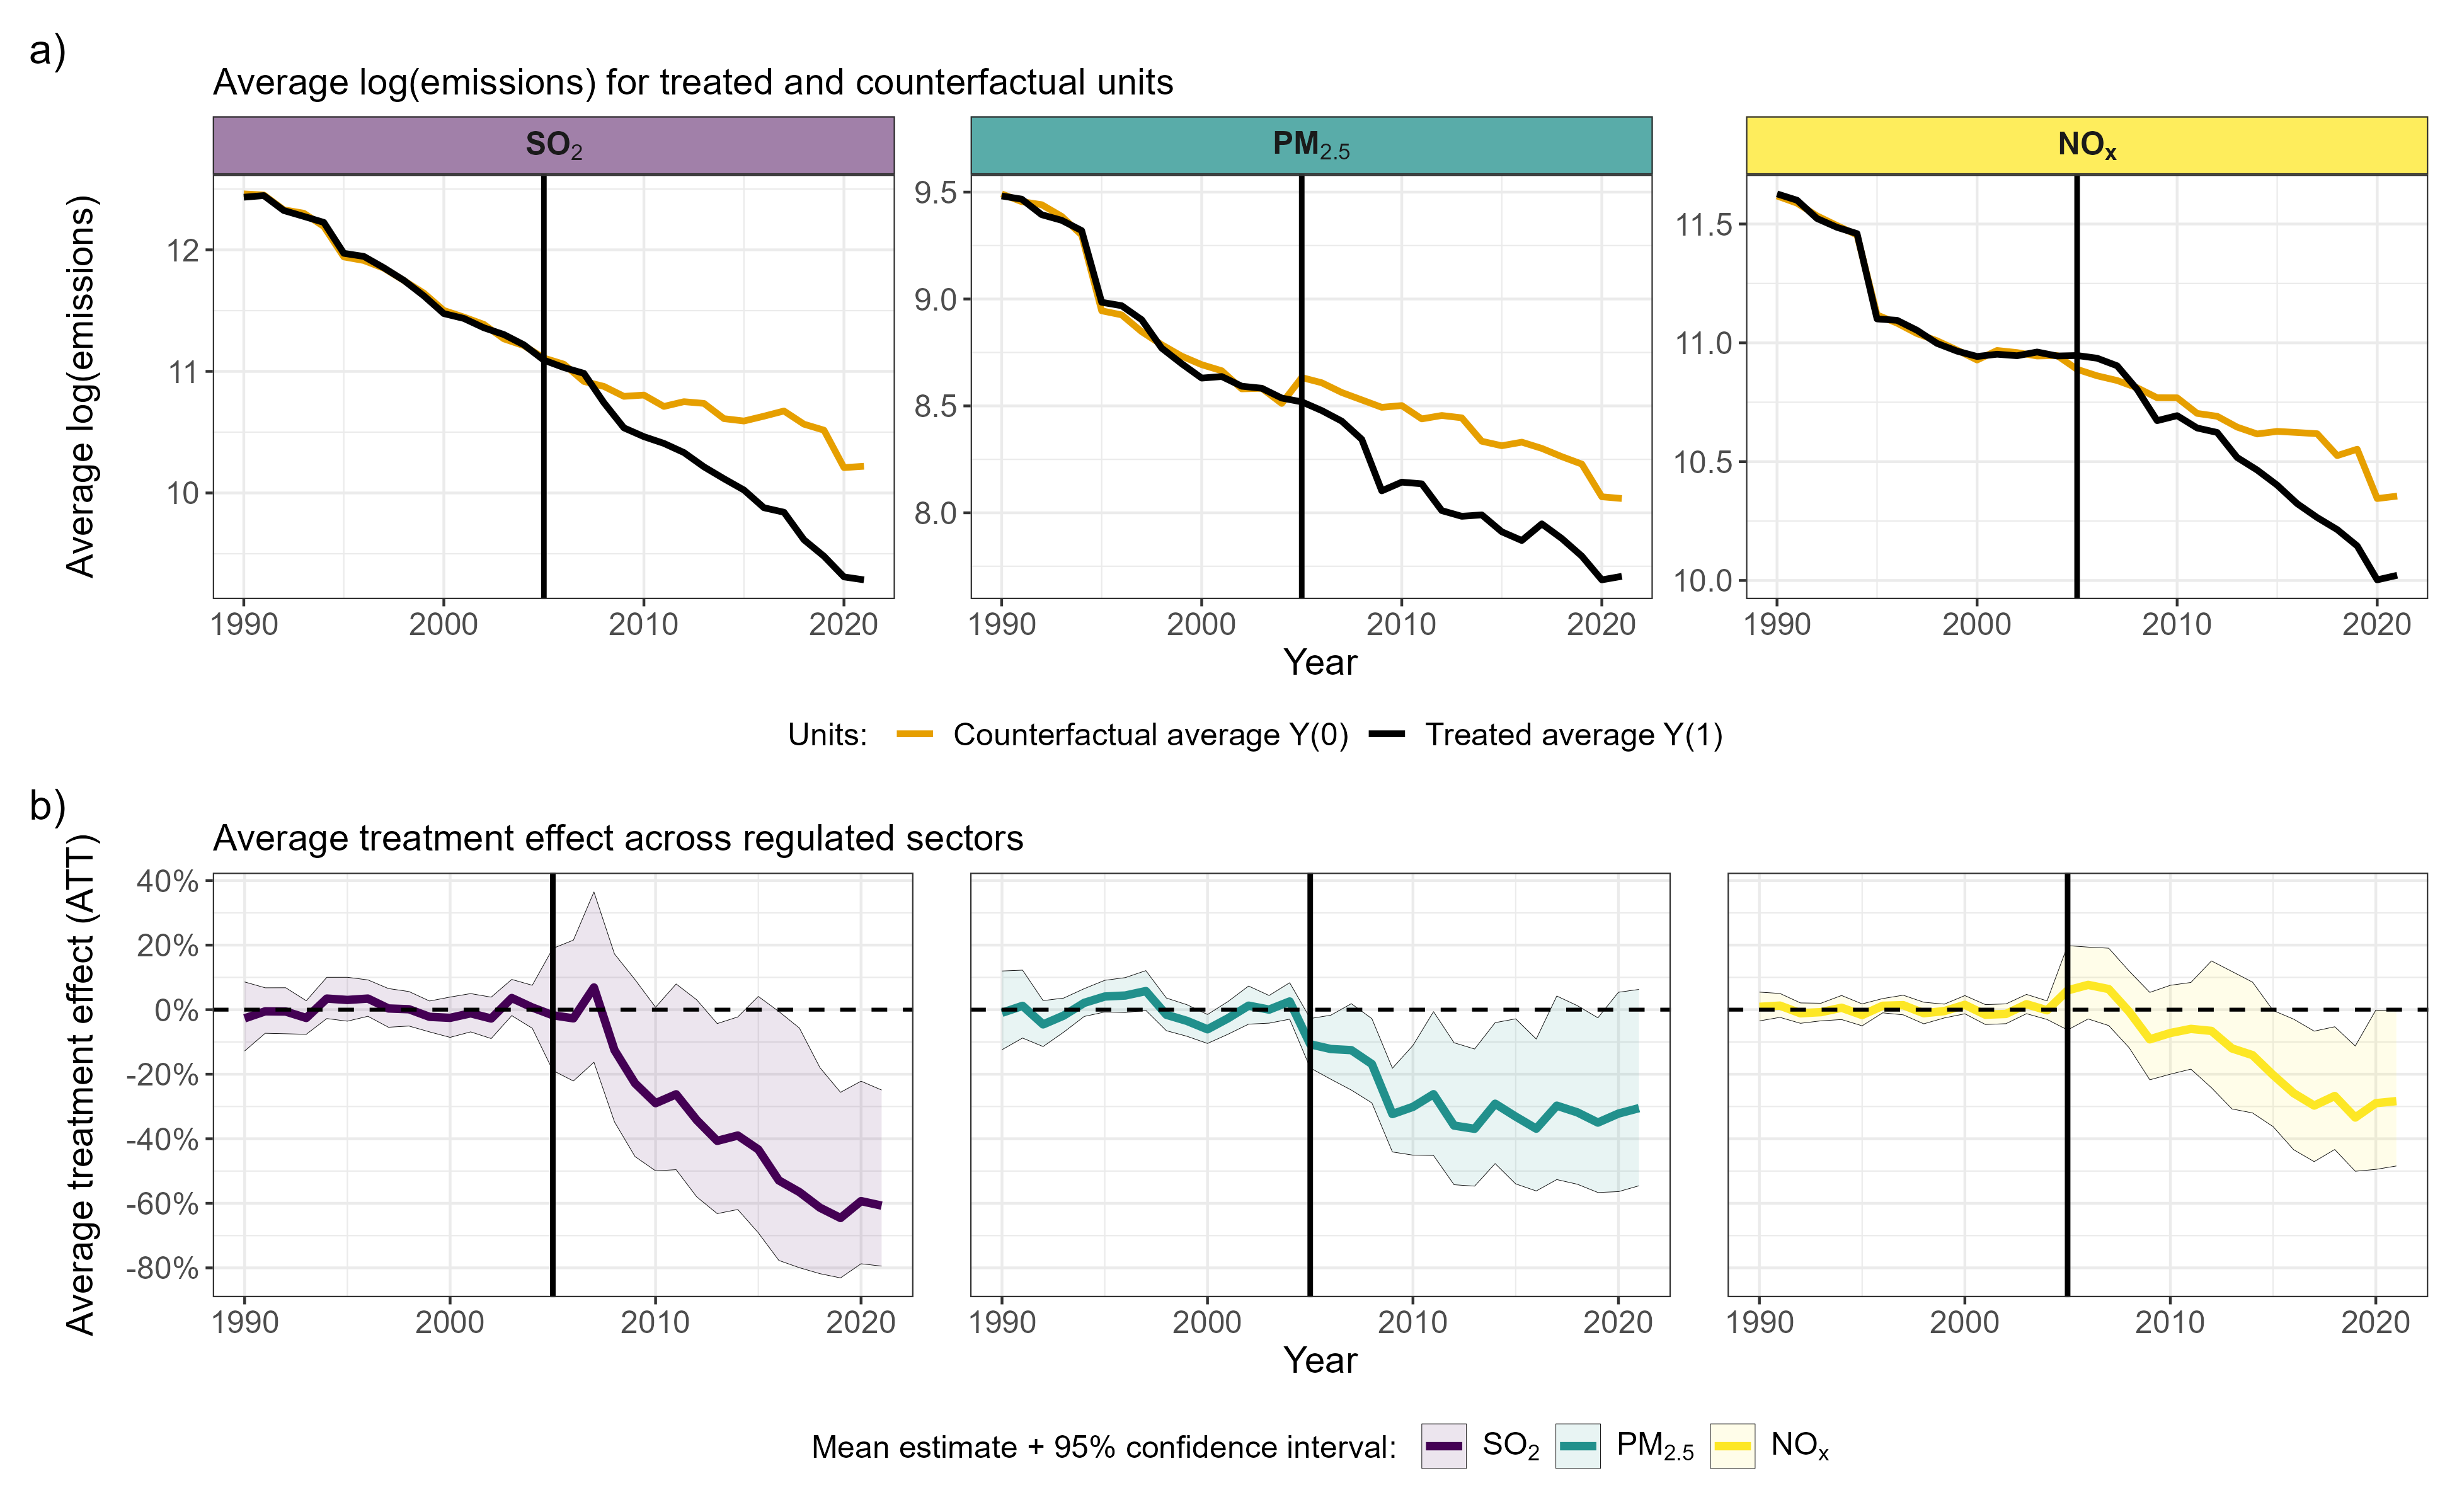 a)
Average log(emissions) for treated and counterfactual units
SO₂ PM₂.₅ NOₓ
Average log(emissions)
12
11
10
9.5
9.0
8.5
8.0
11.5
11.0
10.5
10.0
1990 2000 2010 2020 1990 2000 2010 2020 1990 2000 2010 2020
Year
Units: Counterfactual average Y(0) Treated average Y(1)
b)
Average treatment effect across regulated sectors
Average treatment effect (ATT)
40%
20%
0%
-20%
-40%
-60%
-80%
1990 2000 2010 2020 1990 2000 2010 2020 1990 2000 2010 2020
Year
Mean estimate + 95% confidence interval: SO₂ PM₂.₅ NOₓ